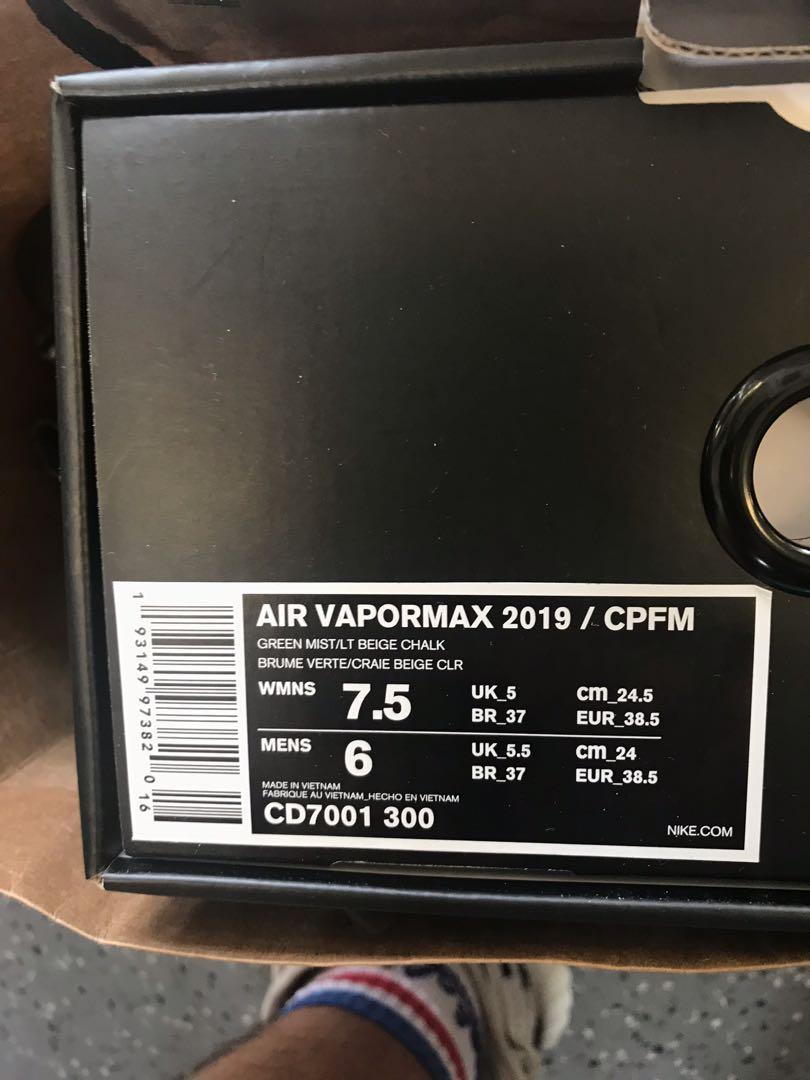 AIR VAPORMAX 2019 / CPFM
GREEN MIST/LT BEIGE CHALK
BRUME VERTE/CRAIE BEIGE CLR
WMNS 7.5 UK_5 cm_24.5
BR_37 EUR_38.5
MENS 6 UK_5.5 cm_24
BR_37 EUR_38.5
MADE IN VIETNAM
FABRIQUE AU VIETNAM_HECHO EN VIETNAM
CD7001 300
NIKE.COM
1 93149 97382 0 16